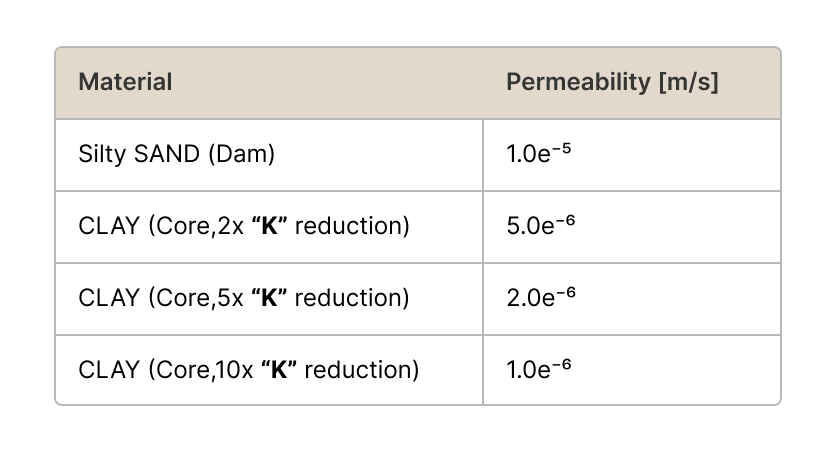 Material Permeability [m/s]
Silty SAND (Dam) 1.0e⁻⁵
CLAY (Core,2x “K” reduction) 5.0e⁻⁶
CLAY (Core,5x “K” reduction) 2.0e⁻⁶
CLAY (Core,10x “K” reduction) 1.0e⁻⁶